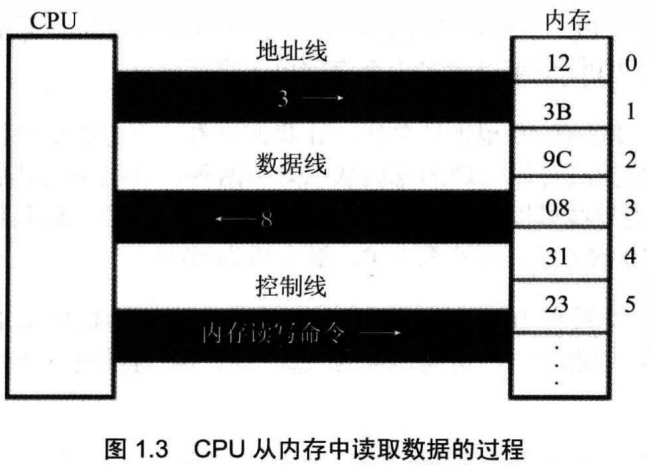 CPU
内存
地址线
3 →
数据线
← 8
控制线
内存读写命令 →
12 0
3B 1
9C 2
08 3
31 4
23 5
⋮
图 1.3 CPU 从内存中读取数据的过程